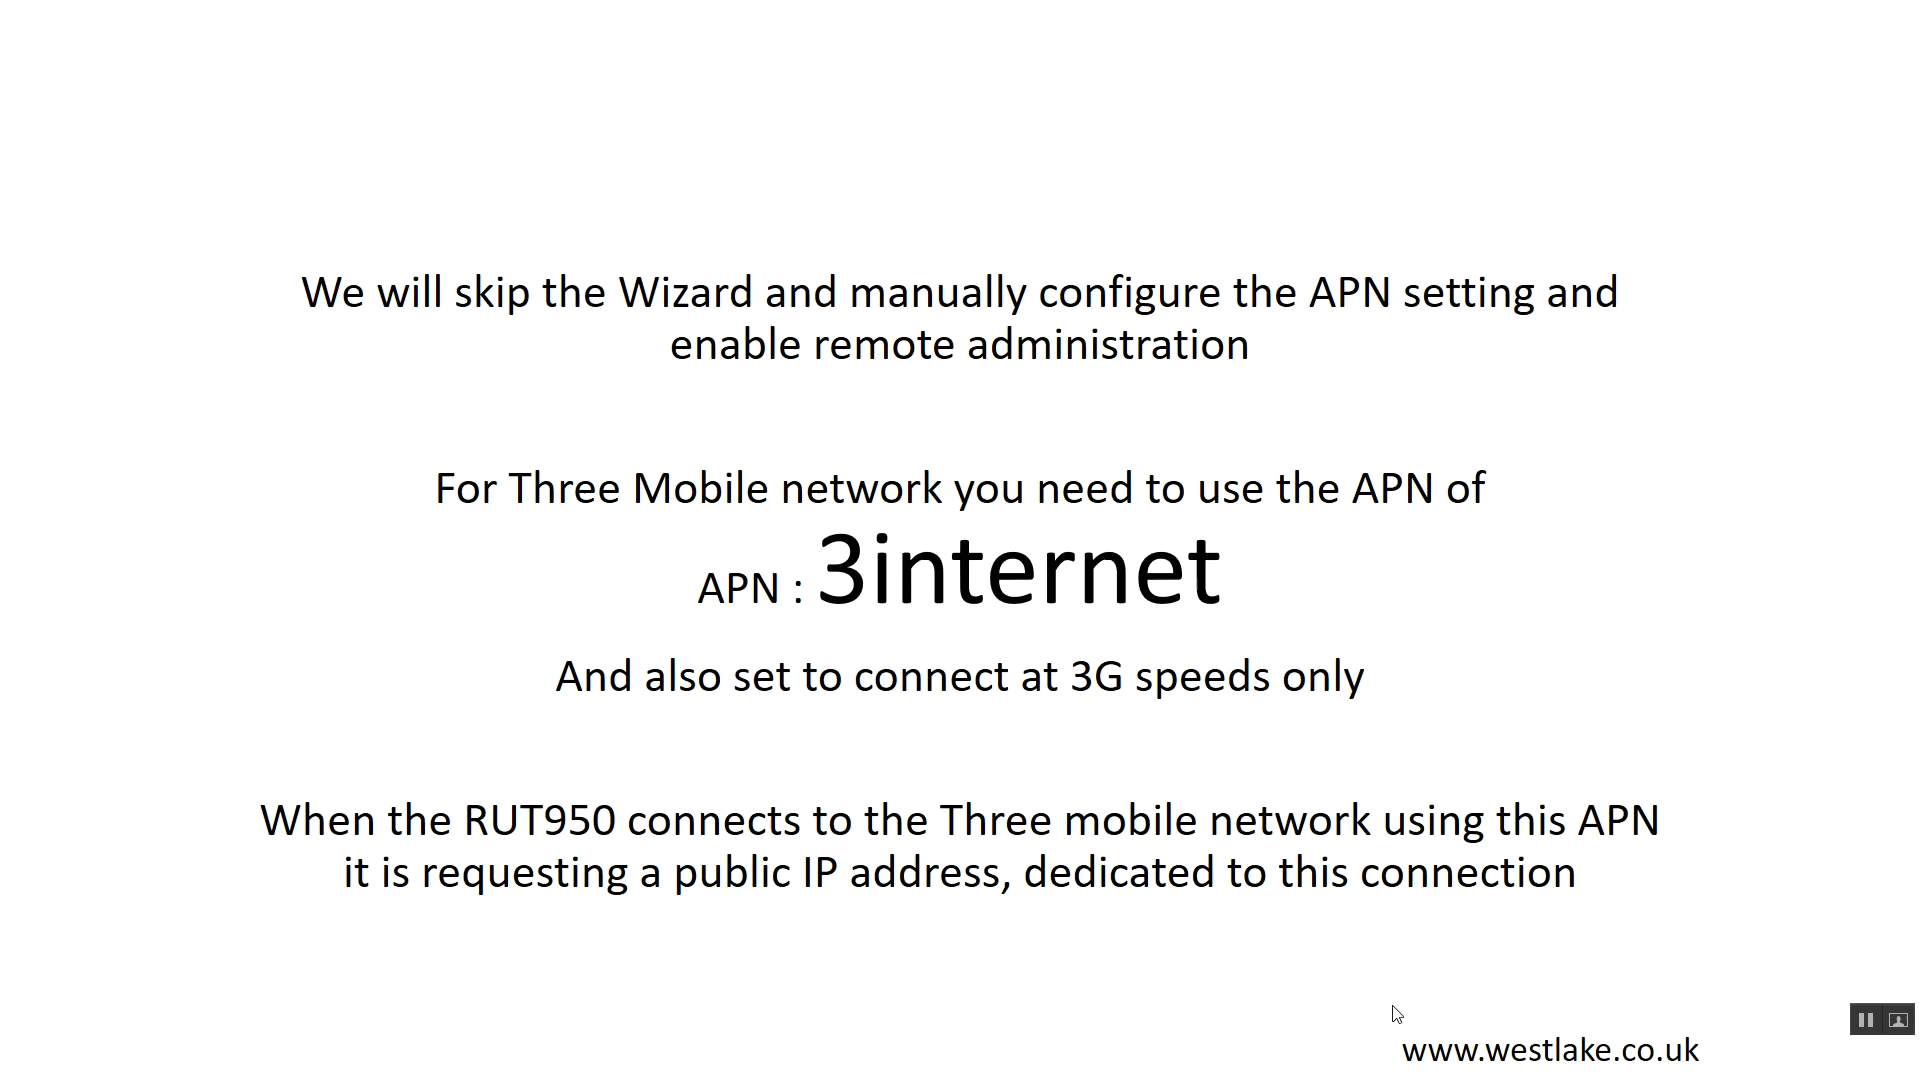 We will skip the Wizard and manually configure the APN setting and
enable remote administration
For Three Mobile network you need to use the APN of
APN : 3internet
And also set to connect at 3G speeds only
When the RUT950 connects to the Three mobile network using this APN
it is requesting a public IP address, dedicated to this connection
www.westlake.co.uk